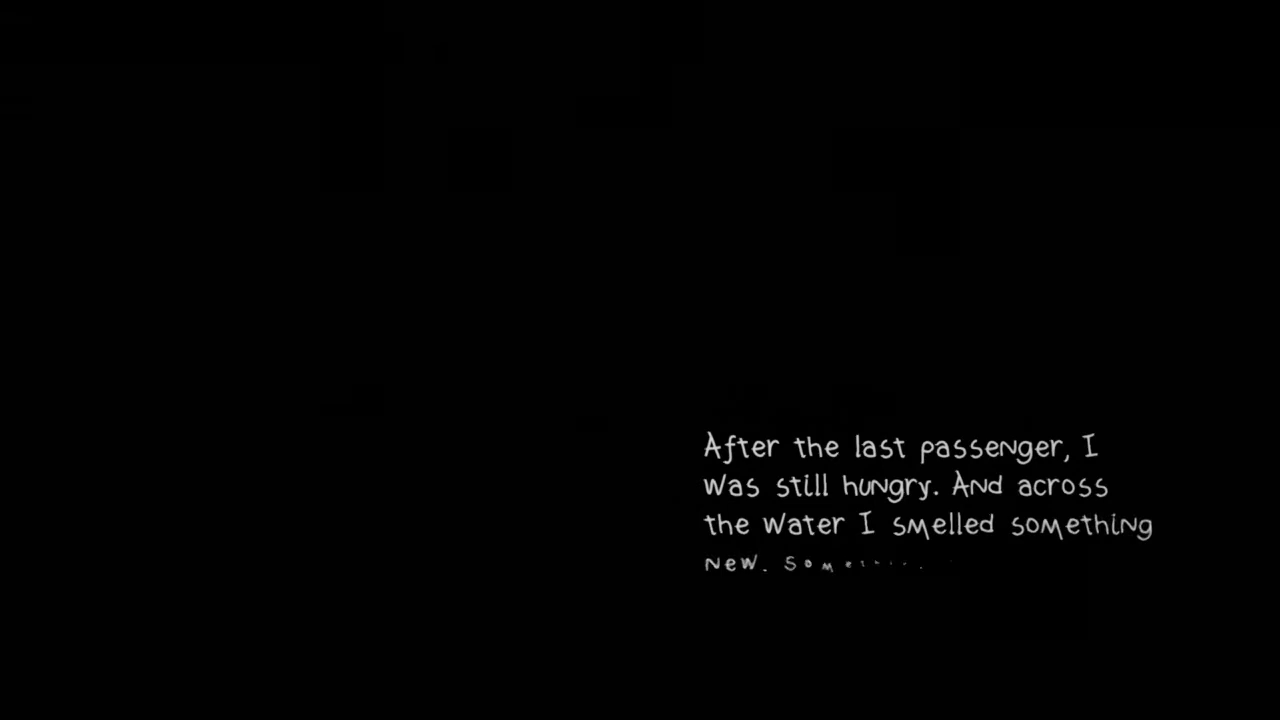 After the last passenger, I
was still hungry. And across
the water I smelled something
new.